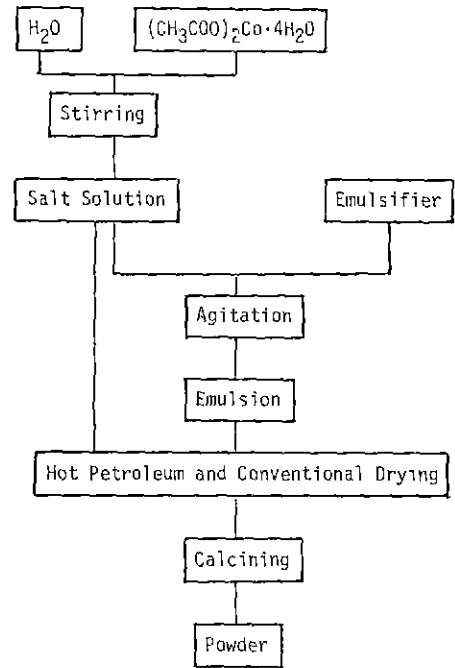 H₂O
(CH₃COO)₂Co·4H₂O
Stirring
Salt Solution
Emulsifier
Agitation
Emulsion
Hot Petroleum and Conventional Drying
Calcining
Powder